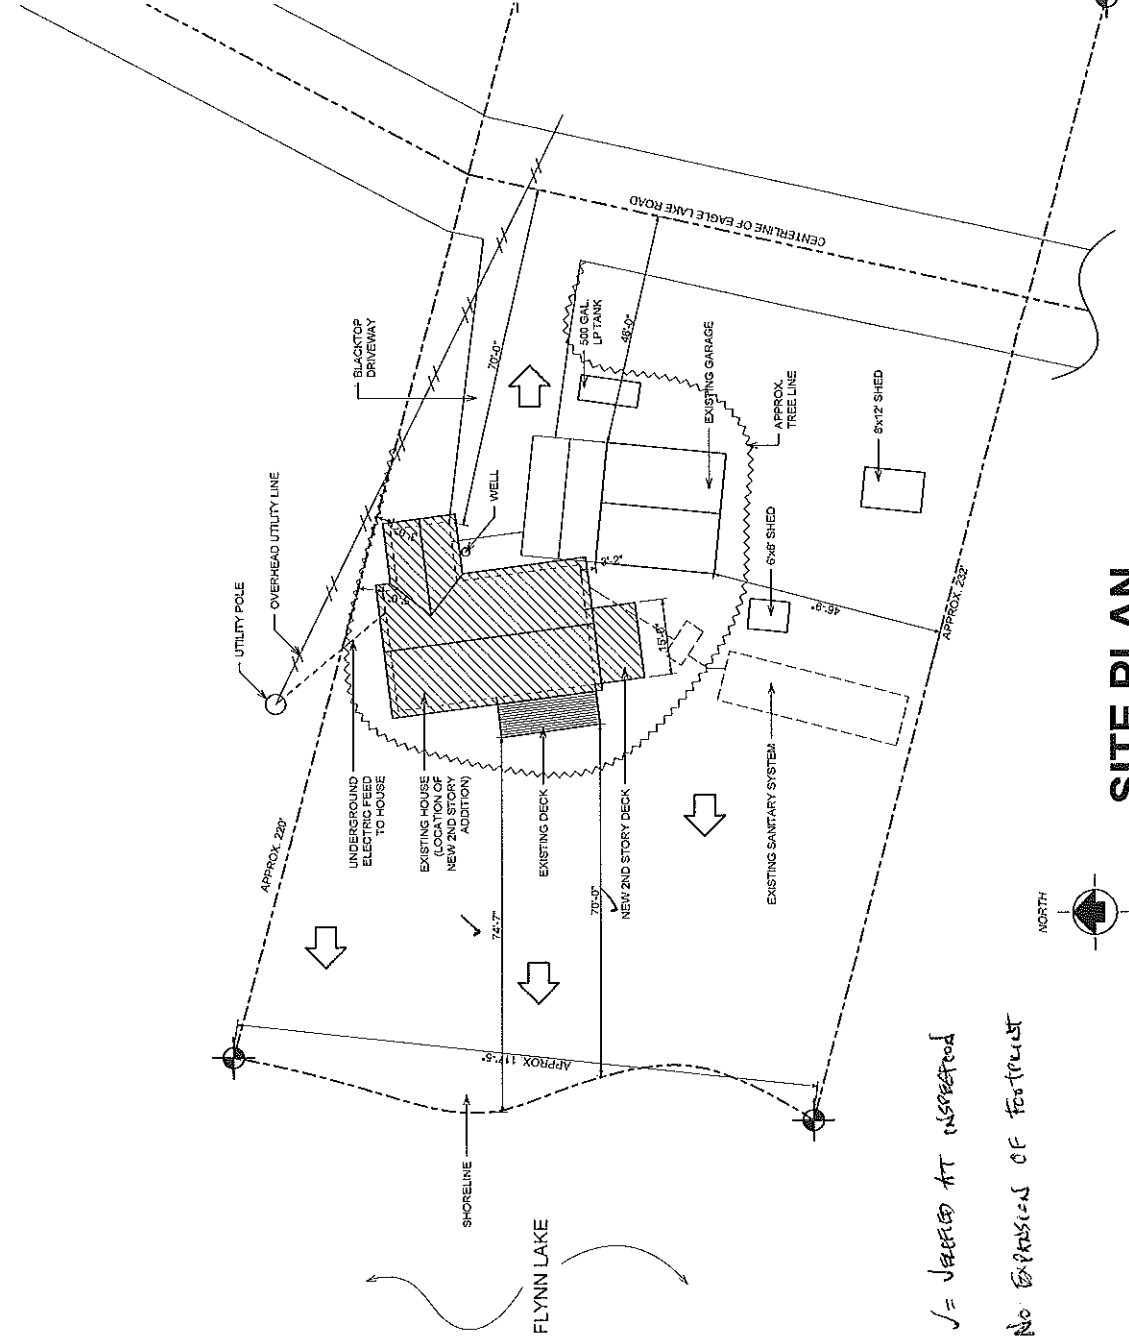 CENTERLINE OF EAGLE LAKE ROAD
BLACKTOP
DRIVEWAY
70'-0"
500 GAL.
LP TANK
46'-0"
EXISTING GARAGE
APPROX.
TREE LINE
8'x12' SHED
OVERHEAD UTILITY LINE
UTILITY POLE
WELL
6'x8' SHED
46'-9"
APPROX. 232'
15'-6"
UNDERGROUND
ELECTRIC FEED
TO HOUSE
EXISTING HOUSE
(LOCATION OF
NEW 2ND STORY
ADDITION)
EXISTING DECK
NEW 2ND STORY DECK
EXISTING SANITARY SYSTEM
APPROX. 220'
74'-7"
70'-0"
APPROX. 117'-5"
SHORELINE
FLYNN LAKE
NORTH
SITE PLAN
√= VERIFIED AT INSPECTION
NO EXPANSION OF FOOTPRINT